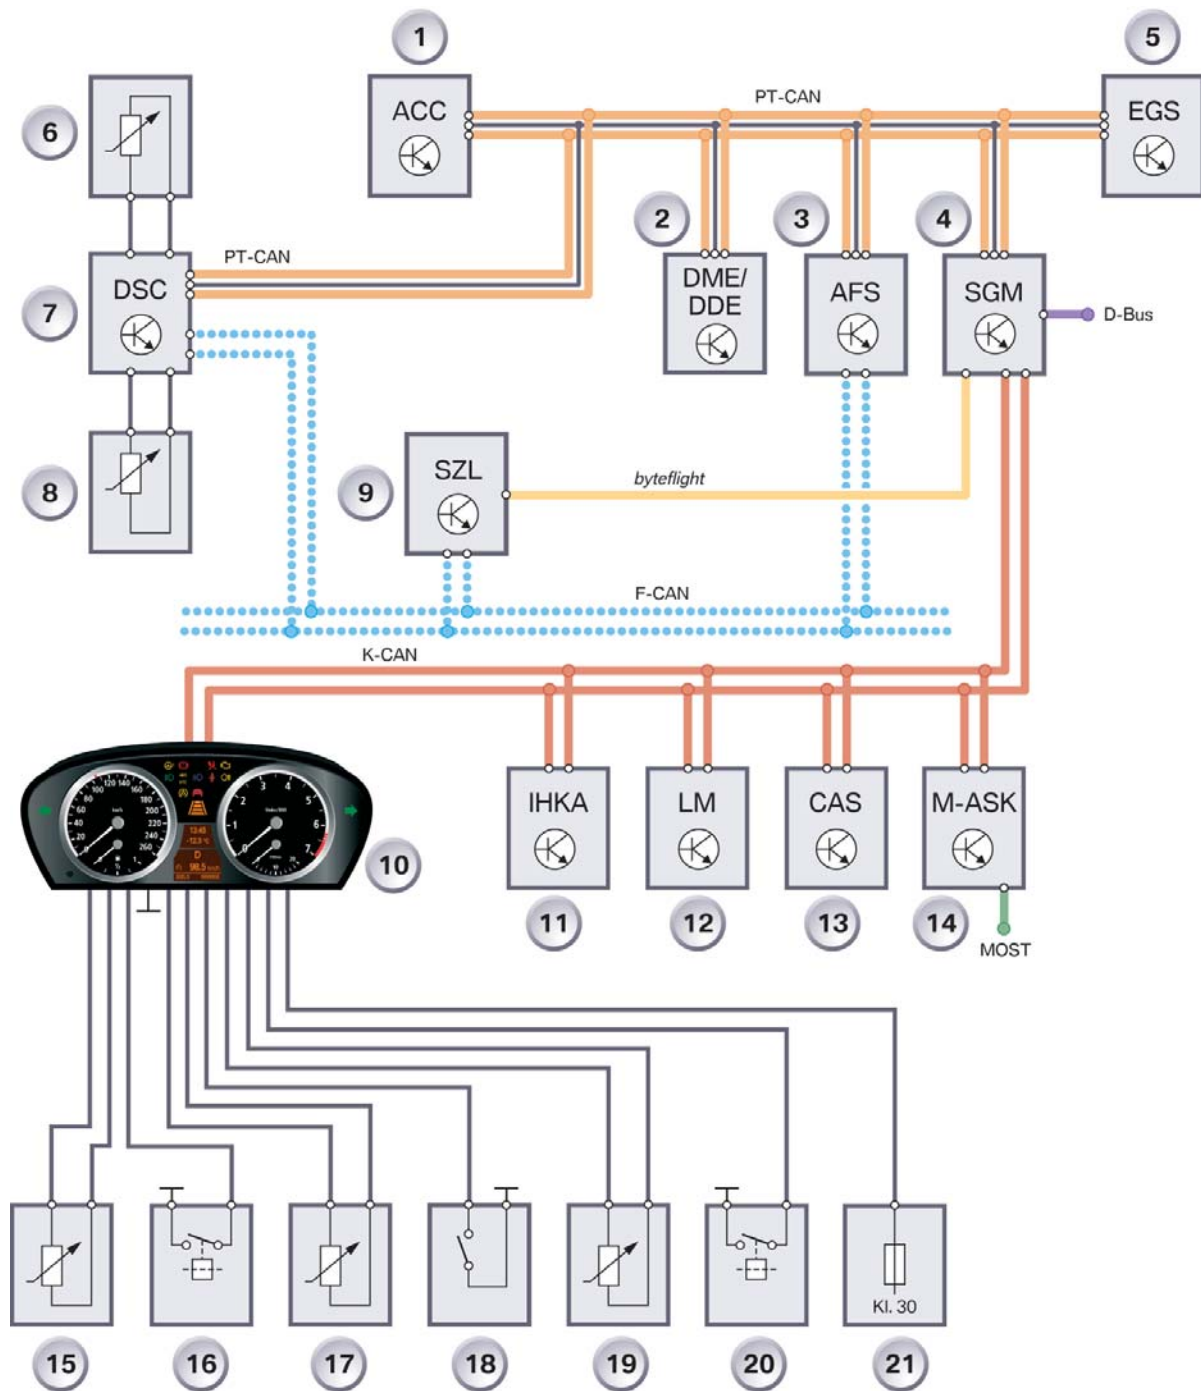 1
5
ACC
PT-CAN
EGS
6
2
3
4
PT-CAN
DSC
DME/
DDE
AFS
SGM
7
D-Bus
8
9
SZL
byteflight
F-CAN
K-CAN
10
IHKA
LM
CAS
M-ASK
11
12
13
14
MOST
Kl. 30
15
16
17
18
19
20
21